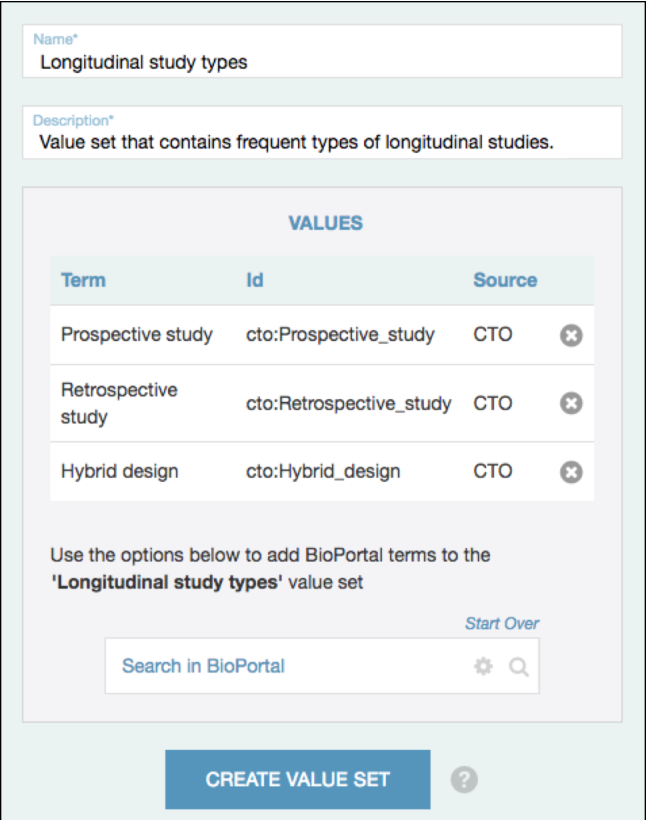 Name*
Longitudinal study types
Description*
Value set that contains frequent types of longitudinal studies.
VALUES
Term Id Source
Prospective study cto:Prospective_study CTO
Retrospective
study cto:Retrospective_study CTO
Hybrid design cto:Hybrid_design CTO
Use the options below to add BioPortal terms to the
'Longitudinal study types' value set
Start Over
Search in BioPortal
CREATE VALUE SET ?